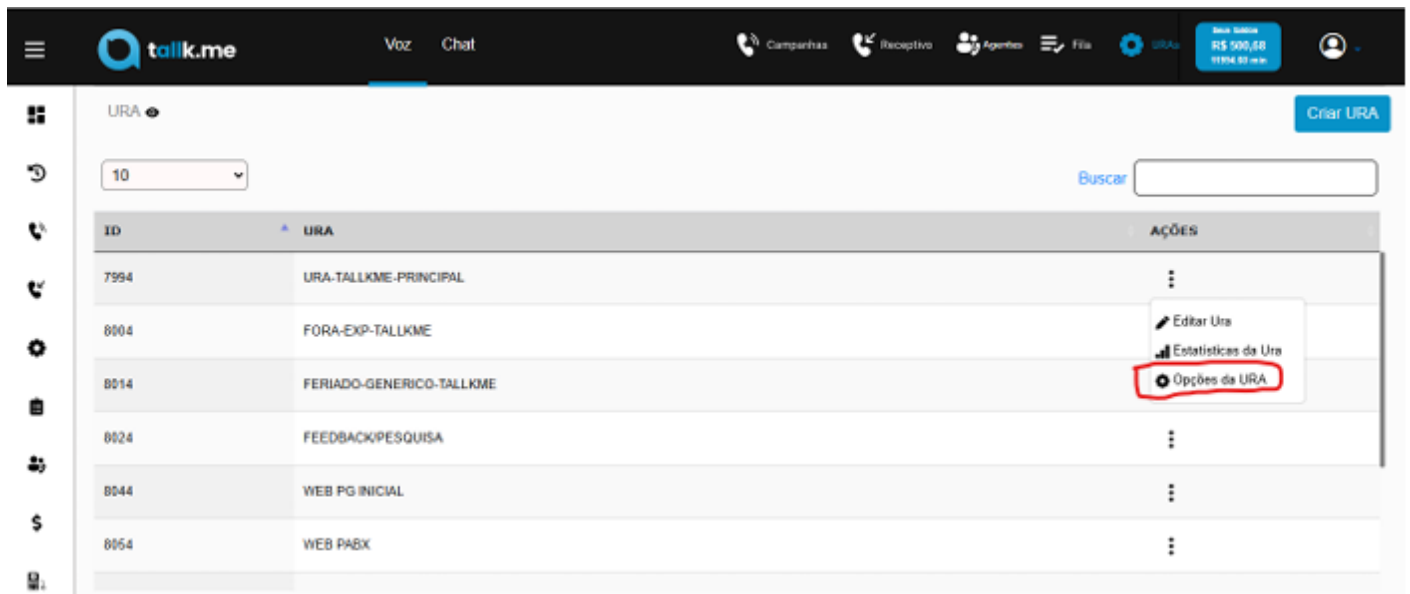 tallk.me
Voz Chat
Campanhas Receptivo Agentes Fila URAs
R$ 500,68
URA
Criar URA
10
Buscar
ID URA AÇÕES
7994 URA-TALLKME-PRINCIPAL
Editar Ura
Estatísticas da Ura
Opções da URA
8004 FORA-EXP-TALLKME
8014 FERIADO-GENERICO-TALLKME
8024 FEEDBACK/PESQUISA
8044 WEB PG INICIAL
8054 WEB PABX